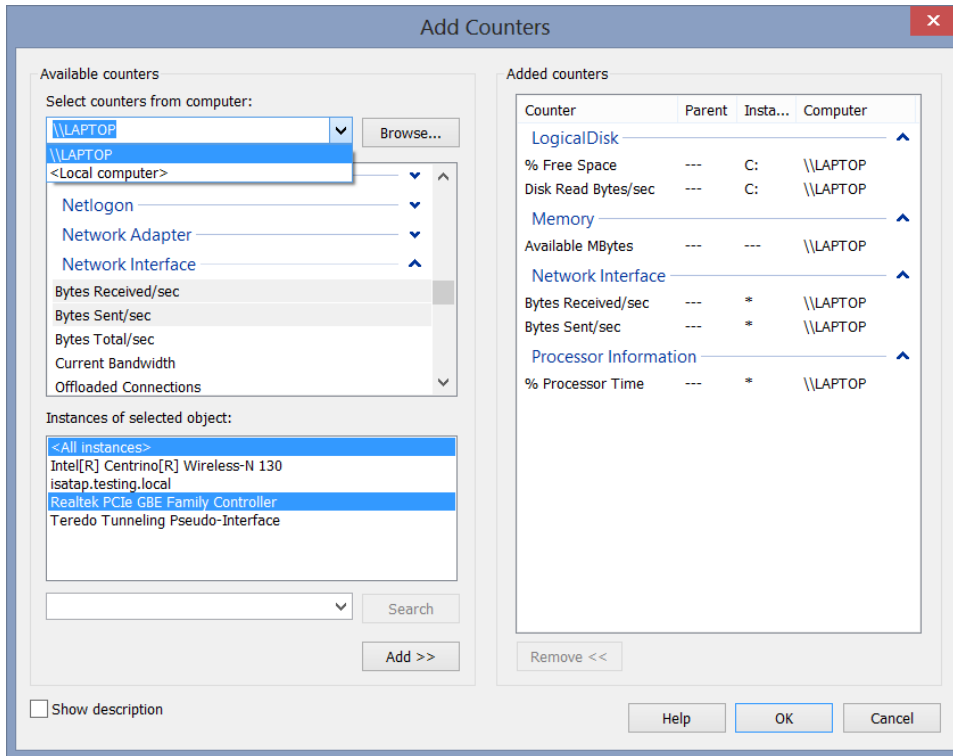 Add Counters
Available counters
Select counters from computer:
\\LAPTOP
Browse...
\\LAPTOP
<Local computer>
Netlogon
Network Adapter
Network Interface
Bytes Received/sec
Bytes Sent/sec
Bytes Total/sec
Current Bandwidth
Offloaded Connections
Instances of selected object:
<All instances>
Intel[R] Centrino[R] Wireless-N 130
isatap.testing.local
Realtek PCIe GBE Family Controller
Teredo Tunneling Pseudo-Interface
Search
Add >>
Show description
Added counters
Counter Parent Insta... Computer
LogicalDisk
% Free Space --- C: \\LAPTOP
Disk Read Bytes/sec --- C: \\LAPTOP
Memory
Available MBytes --- --- \\LAPTOP
Network Interface
Bytes Received/sec --- * \\LAPTOP
Bytes Sent/sec --- * \\LAPTOP
Processor Information
% Processor Time --- * \\LAPTOP
Remove <<
Help OK Cancel